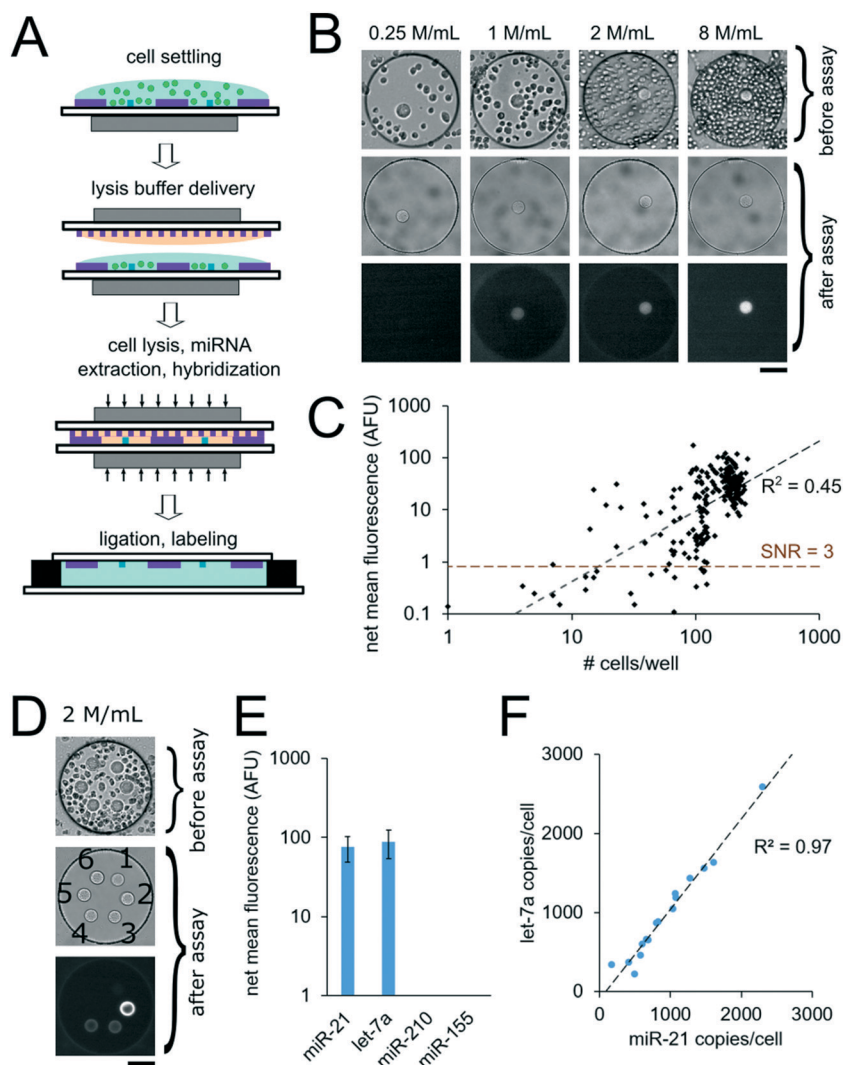 A
cell settling
lysis buffer delivery
cell lysis, miRNA
extraction, hybridization
ligation, labeling
B
0.25 M/mL 1 M/mL 2 M/mL 8 M/mL
before assay
after assay
C
net mean fluorescence (AFU)
1000
100
10
1
0.1
R² = 0.45
SNR = 3
1 10 100 1000
# cells/well
D
2 M/mL
before assay
6 1
5 2
4 3
after assay
E
net mean fluorescence (AFU)
1000
100
10
1
miR-21 let-7a miR-210 miR-155
F
let-7a copies/cell
3000
2000
1000
0
R² = 0.97
0 1000 2000 3000
miR-21 copies/cell